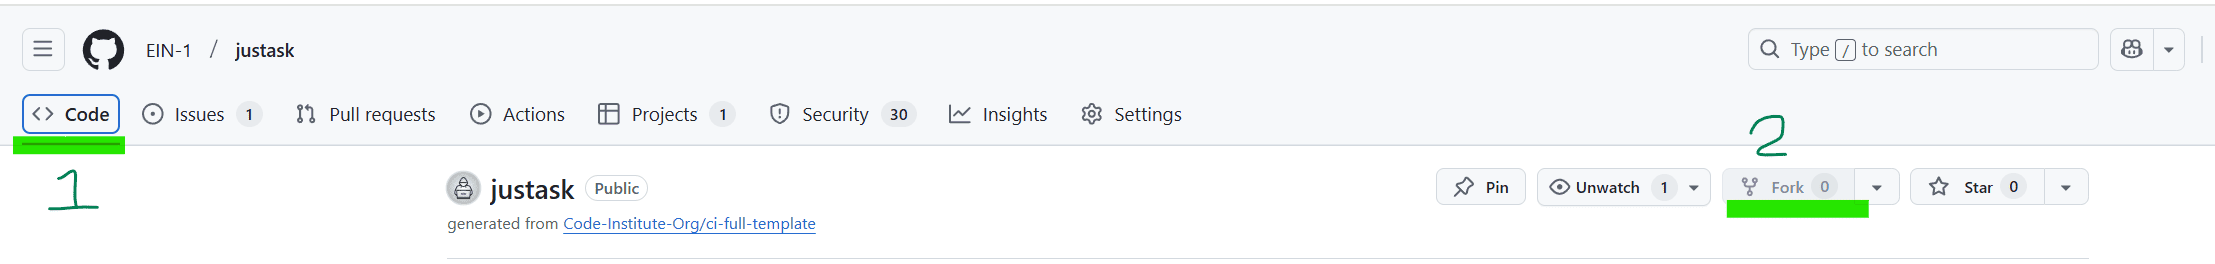 EIN-1 / justask
Type / to search
Code
Issues 1
Pull requests
Actions
Projects 1
Security 30
Insights
Settings
1
2
justask Public
Pin
Unwatch 1
Fork 0
Star 0
generated from Code-Institute-Org/ci-full-template